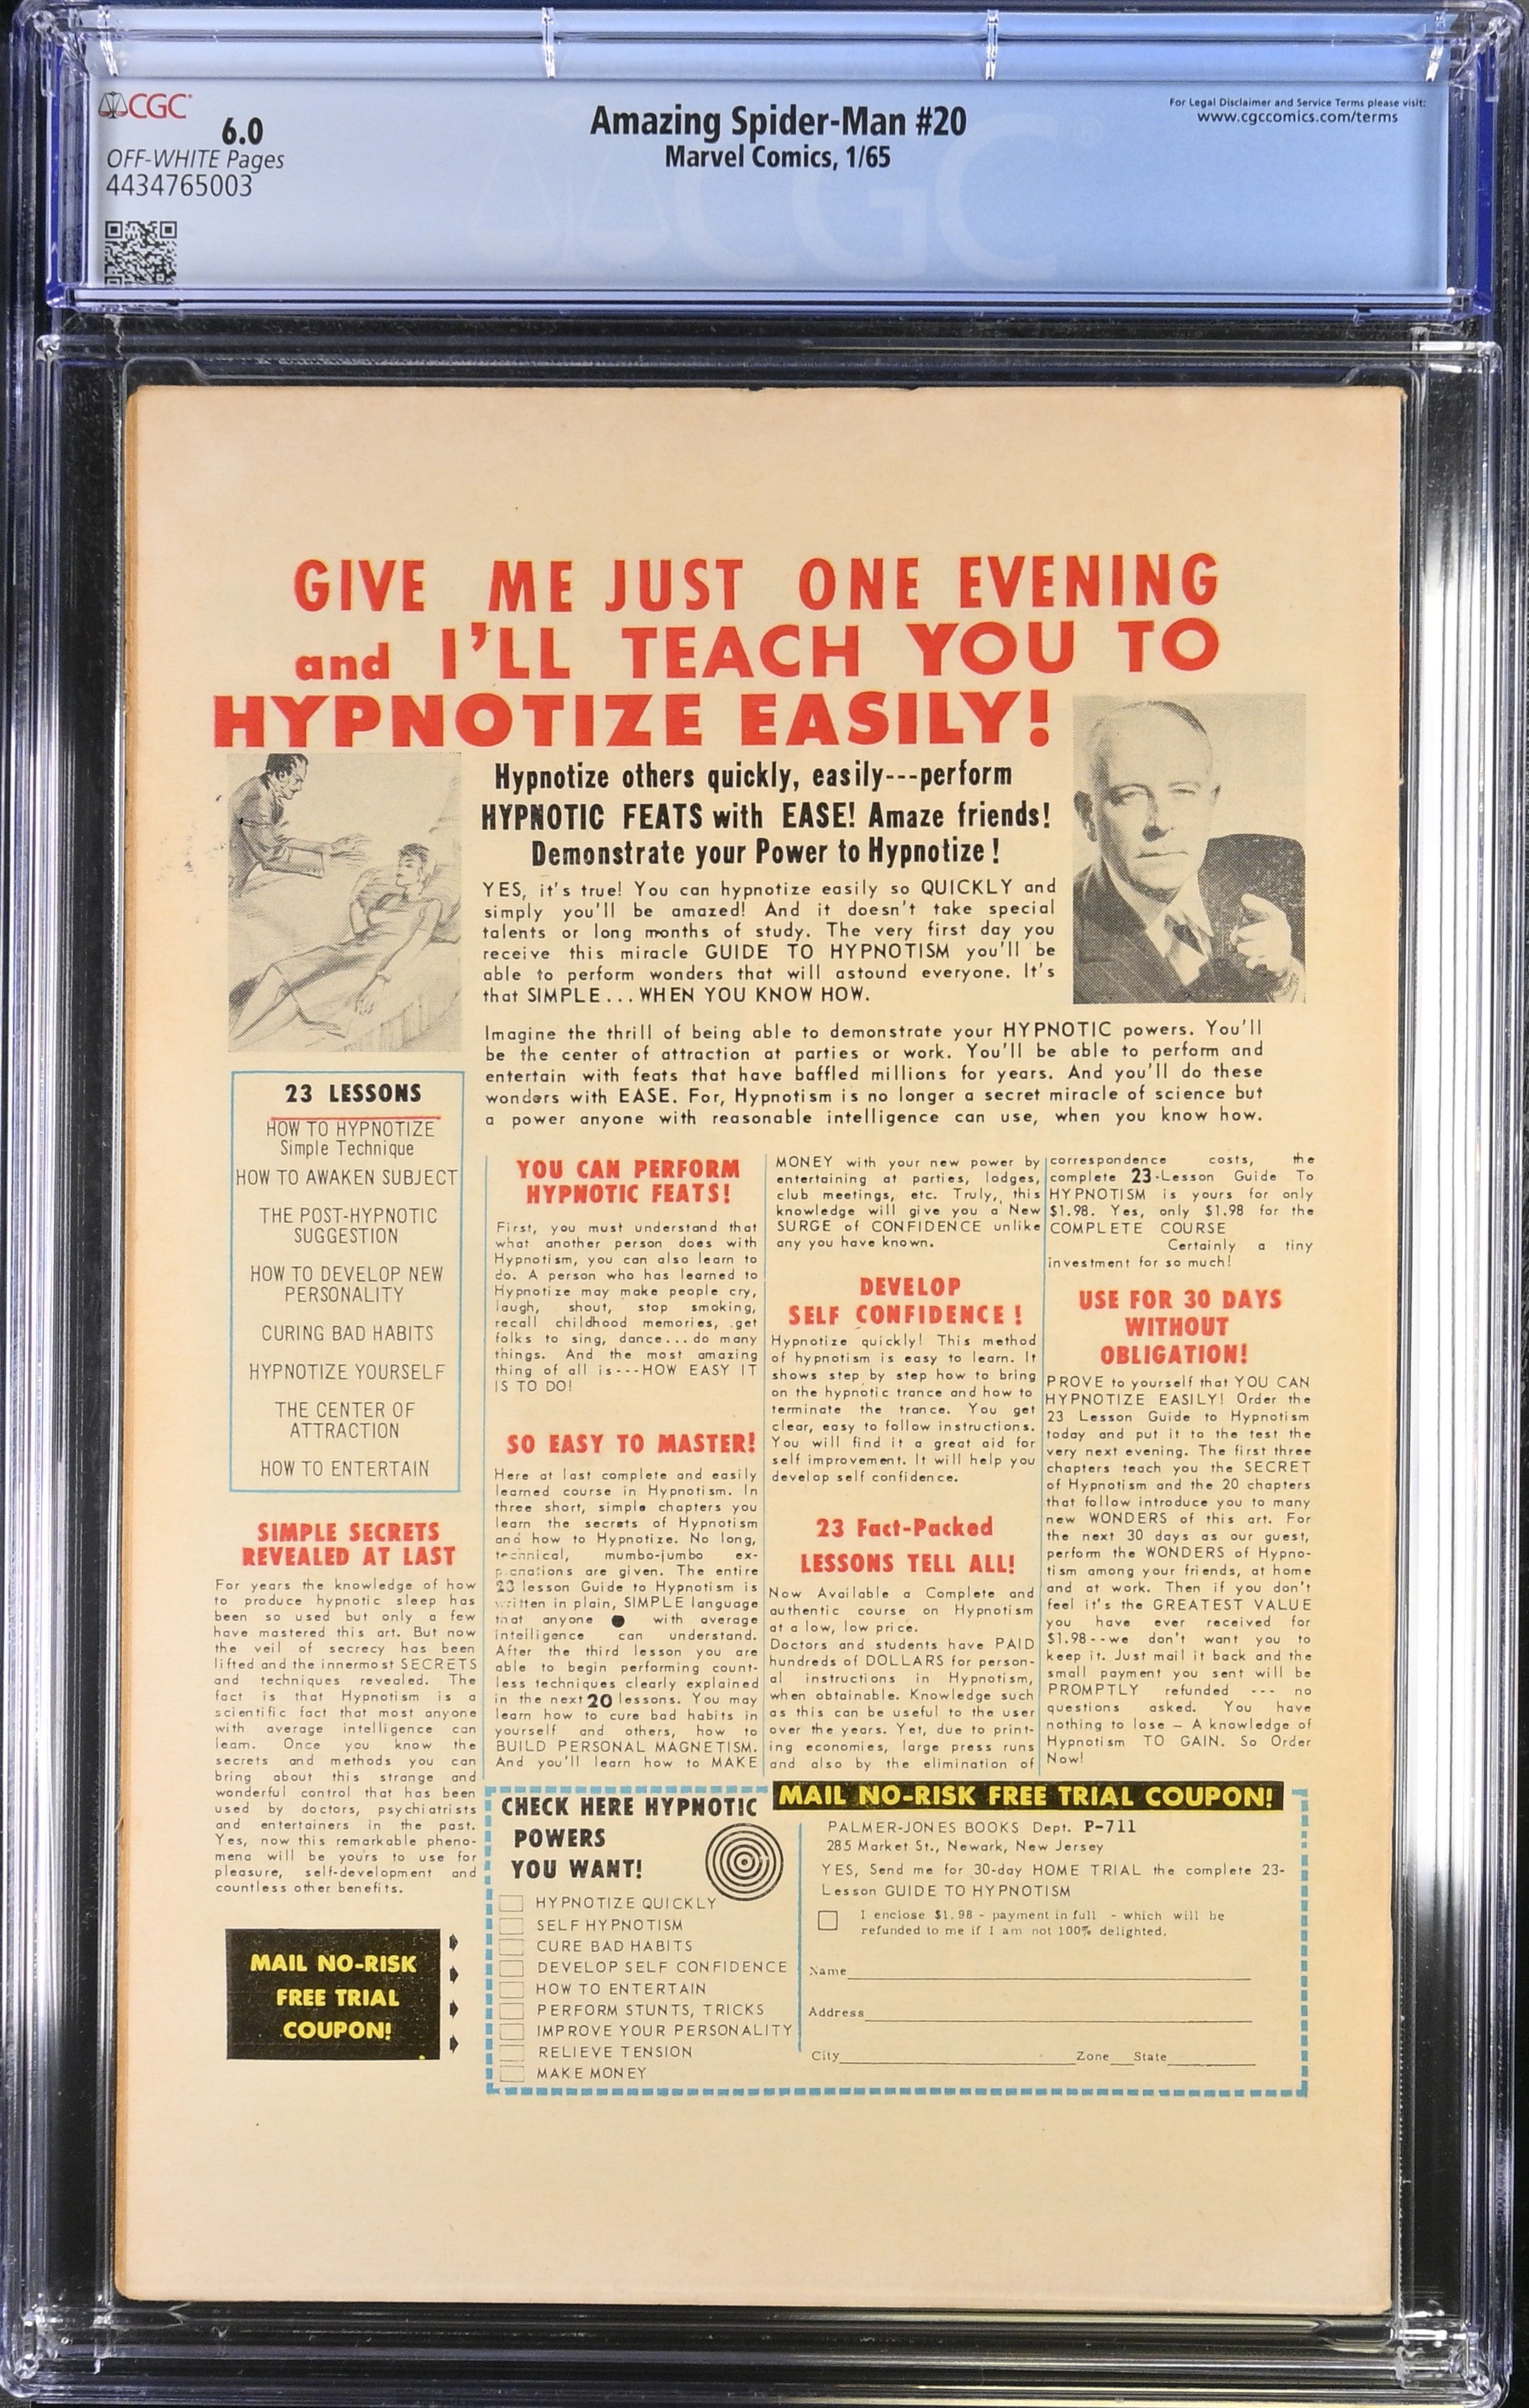 CGC
6.0
OFF-WHITE Pages
4434765003
Amazing Spider-Man #20
Marvel Comics, 1/65
For Legal Disclaimer and Service Terms please visit:
www.cgccomics.com/terms
CGC
GIVE ME JUST ONE EVENING
and I'LL TEACH YOU TO
HYPNOTIZE EASILY!
Hypnotize others quickly, easily---perform
HYPNOTIC FEATS with EASE! Amaze friends!
Demonstrate your Power to Hypnotize!
YES, it's true! You can hypnotize easily so QUICKLY and
simply you'll be amazed! And it doesn't take special
talents or long months of study. The very first day you
receive this miracle GUIDE TO HYPNOTISM you'll be
able to perform wonders that will astound everyone. It's
that SIMPLE... WHEN YOU KNOW HOW.
Imagine the thrill of being able to demonstrate your HYPNOTIC powers. You'll
be the center of attraction at parties or work. You'll be able to perform and
entertain with feats that have baffled millions for years. And you'll do these
wonders with EASE. For, Hypnotism is no longer a secret miracle of science but
a power anyone with reasonable intelligence can use, when you know how.
23 LESSONS
HOW TO HYPNOTIZE
Simple Technique
HOW TO AWAKEN SUBJECT
THE POST-HYPNOTIC
SUGGESTION
HOW TO DEVELOP NEW
PERSONALITY
CURING BAD HABITS
HYPNOTIZE YOURSELF
THE CENTER OF
ATTRACTION
HOW TO ENTERTAIN
SIMPLE SECRETS
REVEALED AT LAST
For years the knowledge of how
to produce hypnotic sleep has
been so used but only a few
have mastered this art. But now
the veil of secrecy has been
lifted and the innermost SECRETS
and techniques revealed. The
fact is that Hypnotism is a
scientific fact that most anyone
with average intelligence can
learn. Once you know the
secrets and methods you can
bring about this strange and
wonderful control that has been
used by doctors, psychiatrists
and entertainers in the past.
Yes, now this remarkable pheno-
mena will be yours to use for
pleasure, self-development and
countless other benefits.
MAIL NO-RISK
FREE TRIAL
COUPON!
YOU CAN PERFORM
HYPNOTIC FEATS!
First, you must understand that
what another person does with
Hypnotism, you can also learn to
do. A person who has learned to
Hypnotize may make people cry,
laugh, shout, stop smoking,
recall childhood memories, get
folks to sing, dance... do many
things. And the most amazing
thing of all is---HOW EASY IT
IS TO DO!
SO EASY TO MASTER!
Here at last complete and easily
learned course in Hypnotism. In
three short, simple chapters you
learn the secrets of Hypnotism
and how to Hypnotize. No long,
technical, mumbo-jumbo ex-
planations are given. The entire
23 lesson Guide to Hypnotism is
written in plain, SIMPLE language
that anyone with average
intelligence can understand.
After the third lesson you are
able to begin performing count-
less techniques clearly explained
in the next 20 lessons. You may
learn how to cure bad habits in
yourself and others, how to
BUILD PERSONAL MAGNETISM.
And you'll learn how to MAKE
MONEY with your new power by
entertaining at parties, lodges,
club meetings, etc. Truly, this
knowledge will give you a New
SURGE of CONFIDENCE unlike
any you have known.
DEVELOP
SELF CONFIDENCE!
Hypnotize quickly! This method
of hypnotism is easy to learn. It
shows step by step how to bring
on the hypnotic trance and how to
terminate the trance. You get
clear, easy to follow instructions.
You will find it a great aid for
self improvement. It will help you
develop self confidence.
23 Fact-Packed
LESSONS TELL ALL!
Now Available a Complete and
authentic course on Hypnotism
at a low, low price.
Doctors and students have PAID
hundreds of DOLLARS for person-
al instructions in Hypnotism,
when obtainable. Knowledge such
as this can be useful to the user
over the years. Yet, due to print-
ing economies, large press runs
and also by the elimination of
correspondence costs, the
complete 23-Lesson Guide To
HYPNOTISM is yours for only
$1.98. Yes, only $1.98 for the
COMPLETE COURSE
Certainly a tiny
investment for so much!
USE FOR 30 DAYS
WITHOUT
OBLIGATION!
PROVE to yourself that YOU CAN
HYPNOTIZE EASILY! Order the
23 Lesson Guide to Hypnotism
today and put it to the test the
very next evening. The first three
chapters teach you the SECRET
of Hypnotism and the 20 chapters
that follow introduce you to many
new WONDERS of this art. For
the next 30 days as our guest,
perform the WONDERS of Hypno-
tism among your friends, at home
and at work. Then if you don't
feel it's the GREATEST VALUE
you have ever received for
$1.98--we don't want you to
keep it. Just mail it back and the
small payment you sent will be
PROMPTLY refunded --- no
questions asked. You have
nothing to lose — A knowledge of
Hypnotism TO GAIN. So Order
Now!
CHECK HERE HYPNOTIC
POWERS
YOU WANT!
HYPNOTIZE QUICKLY
SELF HYPNOTISM
CURE BAD HABITS
DEVELOP SELF CONFIDENCE
HOW TO ENTERTAIN
PERFORM STUNTS, TRICKS
IMPROVE YOUR PERSONALITY
RELIEVE TENSION
MAKE MONEY
MAIL NO-RISK FREE TRIAL COUPON!
PALMER-JONES BOOKS Dept. P-711
285 Market St., Newark, New Jersey
YES, Send me for 30-day HOME TRIAL the complete 23-
Lesson GUIDE TO HYPNOTISM
I enclose $1.98 - payment in full - which will be
refunded to me if I am not 100% delighted.
Name
Address
City Zone State